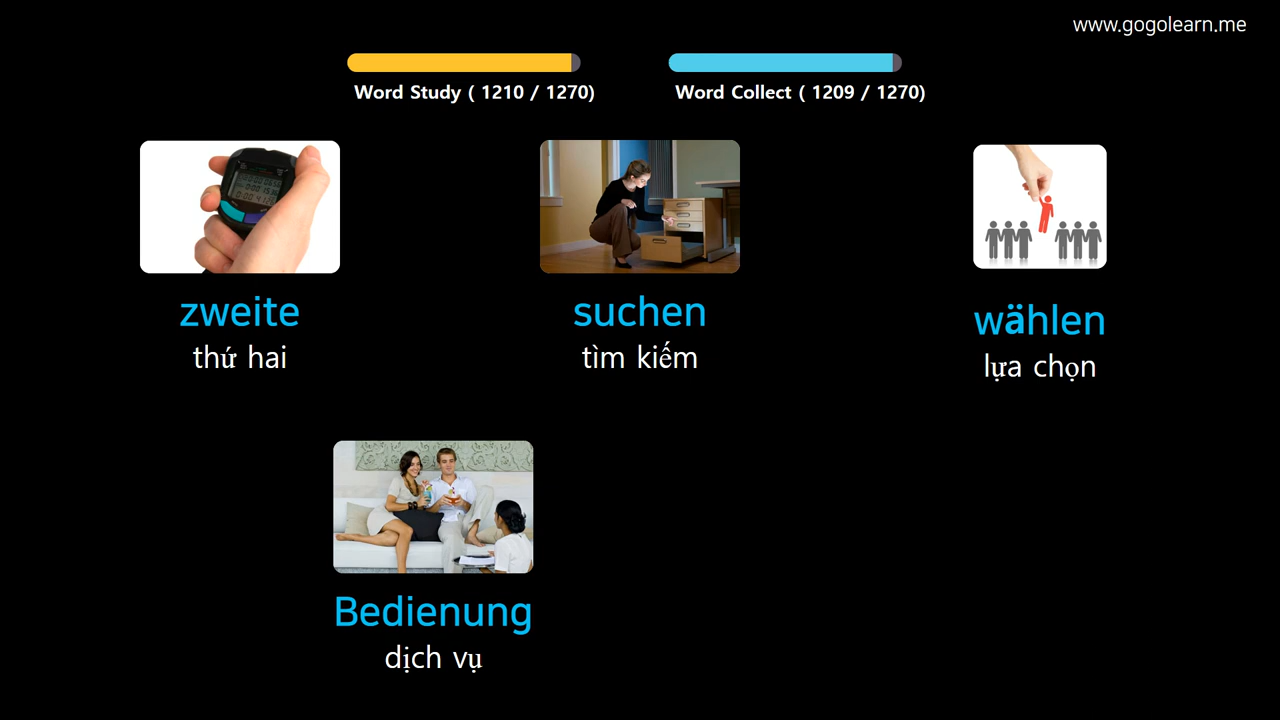 www.gogolearn.me
Word Study ( 1210 / 1270)
Word Collect ( 1209 / 1270)
zweite
thứ hai
suchen
tìm kiếm
wählen
lựa chọn
Bedienung
dịch vụ